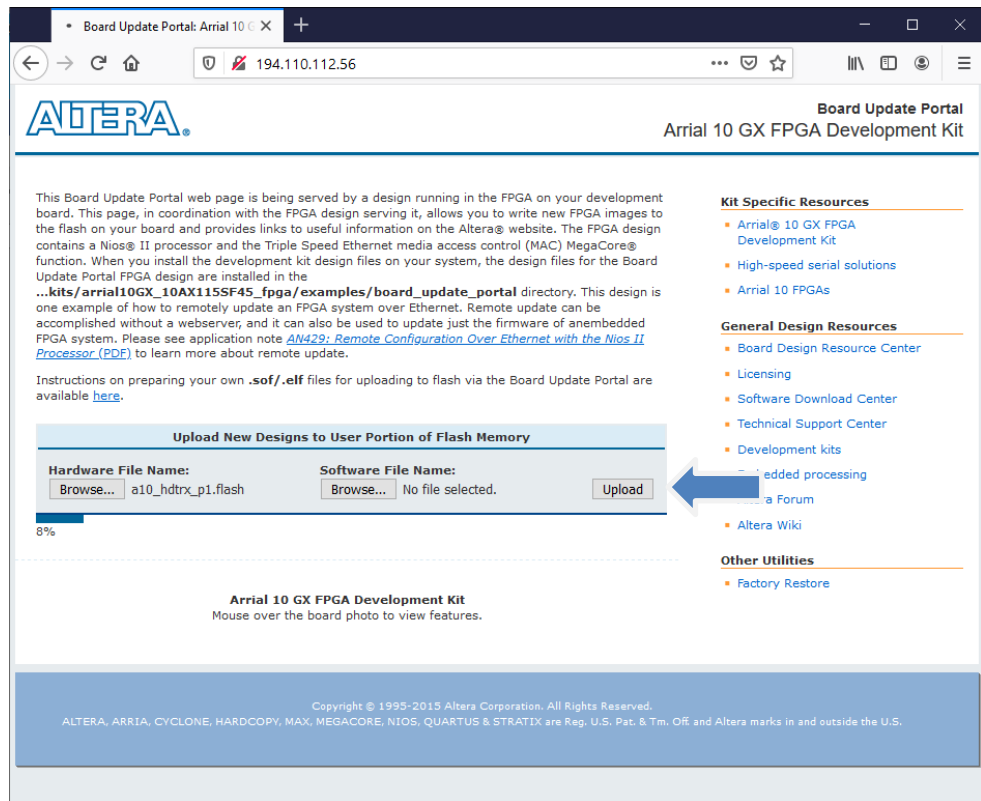 Board Update Portal: Arrial 10 G
194.110.112.56
ALTERA®
Board Update Portal
Arrial 10 GX FPGA Development Kit
This Board Update Portal web page is being served by a design running in the FPGA on your development
board. This page, in coordination with the FPGA design serving it, allows you to write new FPGA images to
the flash on your board and provides links to useful information on the Altera® website. The FPGA design
contains a Nios® II processor and the Triple Speed Ethernet media access control (MAC) MegaCore®
function. When you install the development kit design files on your system, the design files for the Board
Update Portal FPGA design are installed in the
...kits/arrial10GX_10AX115SF45_fpga/examples/board_update_portal directory. This design is
one example of how to remotely update an FPGA system over Ethernet. Remote update can be
accomplished without a webserver, and it can also be used to update just the firmware of anembedded
FPGA system. Please see application note AN429: Remote Configuration Over Ethernet with the Nios II
Processor (PDF) to learn more about remote update.
Instructions on preparing your own .sof/.elf files for uploading to flash via the Board Update Portal are
available here.
Upload New Designs to User Portion of Flash Memory
Hardware File Name:
Browse... a10_hdtrx_p1.flash
Software File Name:
Browse... No file selected.
Upload
8%
Arrial 10 GX FPGA Development Kit
Mouse over the board photo to view features.
Kit Specific Resources
Arrial® 10 GX FPGA
Development Kit
High-speed serial solutions
Arrial 10 FPGAs
General Design Resources
Board Design Resource Center
Licensing
Software Download Center
Technical Support Center
Development kits
processing
Forum
Altera Wiki
Other Utilities
Factory Restore
Copyright © 1995-2015 Altera Corporation. All Rights Reserved.
ALTERA, ARRIA, CYCLONE, HARDCOPY, MAX, MEGACORE, NIOS, QUARTUS & STRATIX are Reg. U.S. Pat. & Tm. Off. and Altera marks in and outside the U.S.